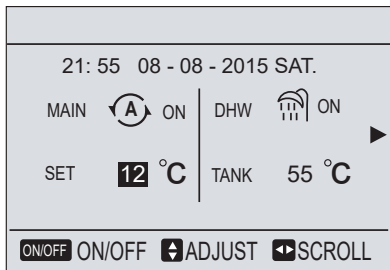 21: 55 08 - 08 - 2015 SAT.
MAIN A ON DHW ON
SET 12 °C TANK 55 °C
ON/OFF ON/OFF ADJUST SCROLL